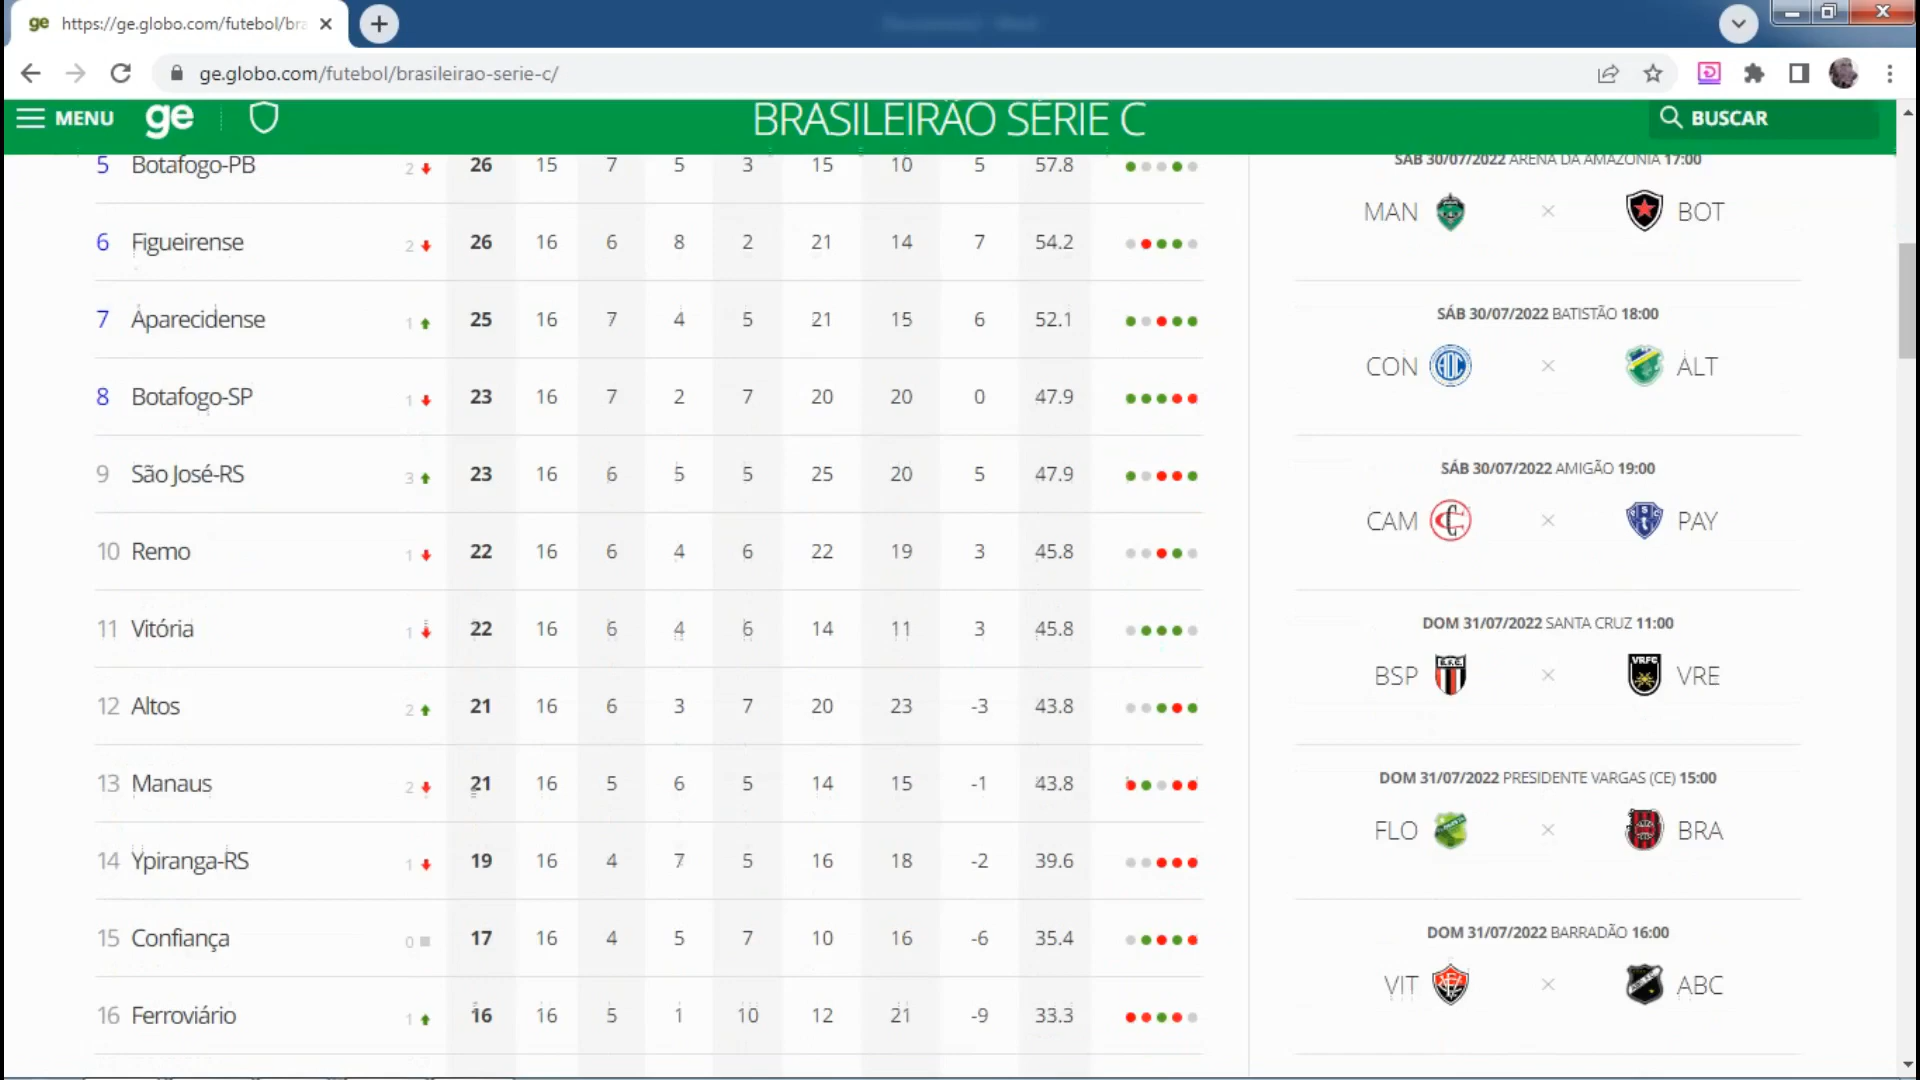 ge https://ge.globo.com/futebol/bra
ge.globo.com/futebol/brasileirao-serie-c/
MENU ge BRASILEIRÃO SÉRIE C BUSCAR
5 Botafogo-PB 2 26 15 7 5 3 15 10 5 57.8
6 Figueirense 2 26 16 6 8 2 21 14 7 54.2
7 Aparecidense 1 25 16 7 4 5 21 15 6 52.1
8 Botafogo-SP 1 23 16 7 2 7 20 20 0 47.9
9 São José-RS 3 23 16 6 5 5 25 20 5 47.9
10 Remo 1 22 16 6 4 6 22 19 3 45.8
11 Vitória 1 22 16 6 4 6 14 11 3 45.8
12 Altos 2 21 16 6 3 7 20 23 -3 43.8
13 Manaus 2 21 16 5 6 5 14 15 -1 43.8
14 Ypiranga-RS 1 19 16 4 7 5 16 18 -2 39.6
15 Confiança 0 17 16 4 5 7 10 16 -6 35.4
16 Ferroviário 1 16 16 5 1 10 12 21 -9 33.3
SÁB 30/07/2022 ARENA DA AMAZÔNIA 17:00
MAN × BOT
SÁB 30/07/2022 BATISTÃO 18:00
CON × ALT
SÁB 30/07/2022 AMIGÃO 19:00
CAM × PAY
DOM 31/07/2022 SANTA CRUZ 11:00
BSP × VRE
DOM 31/07/2022 PRESIDENTE VARGAS (CE) 15:00
FLO × BRA
DOM 31/07/2022 BARRADÃO 16:00
VIT × ABC